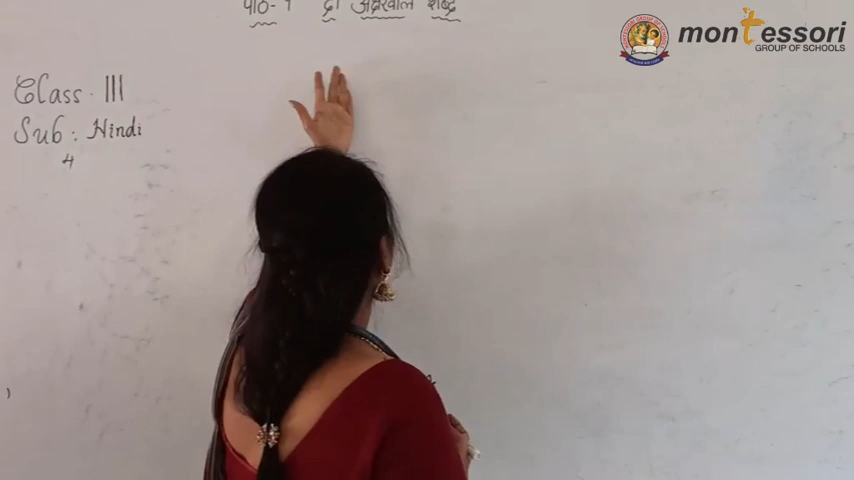 पाठ-1 दो अक्षरवाले शब्द
Class. III
Sub: Hindi
4
montessori
GROUP OF SCHOOLS